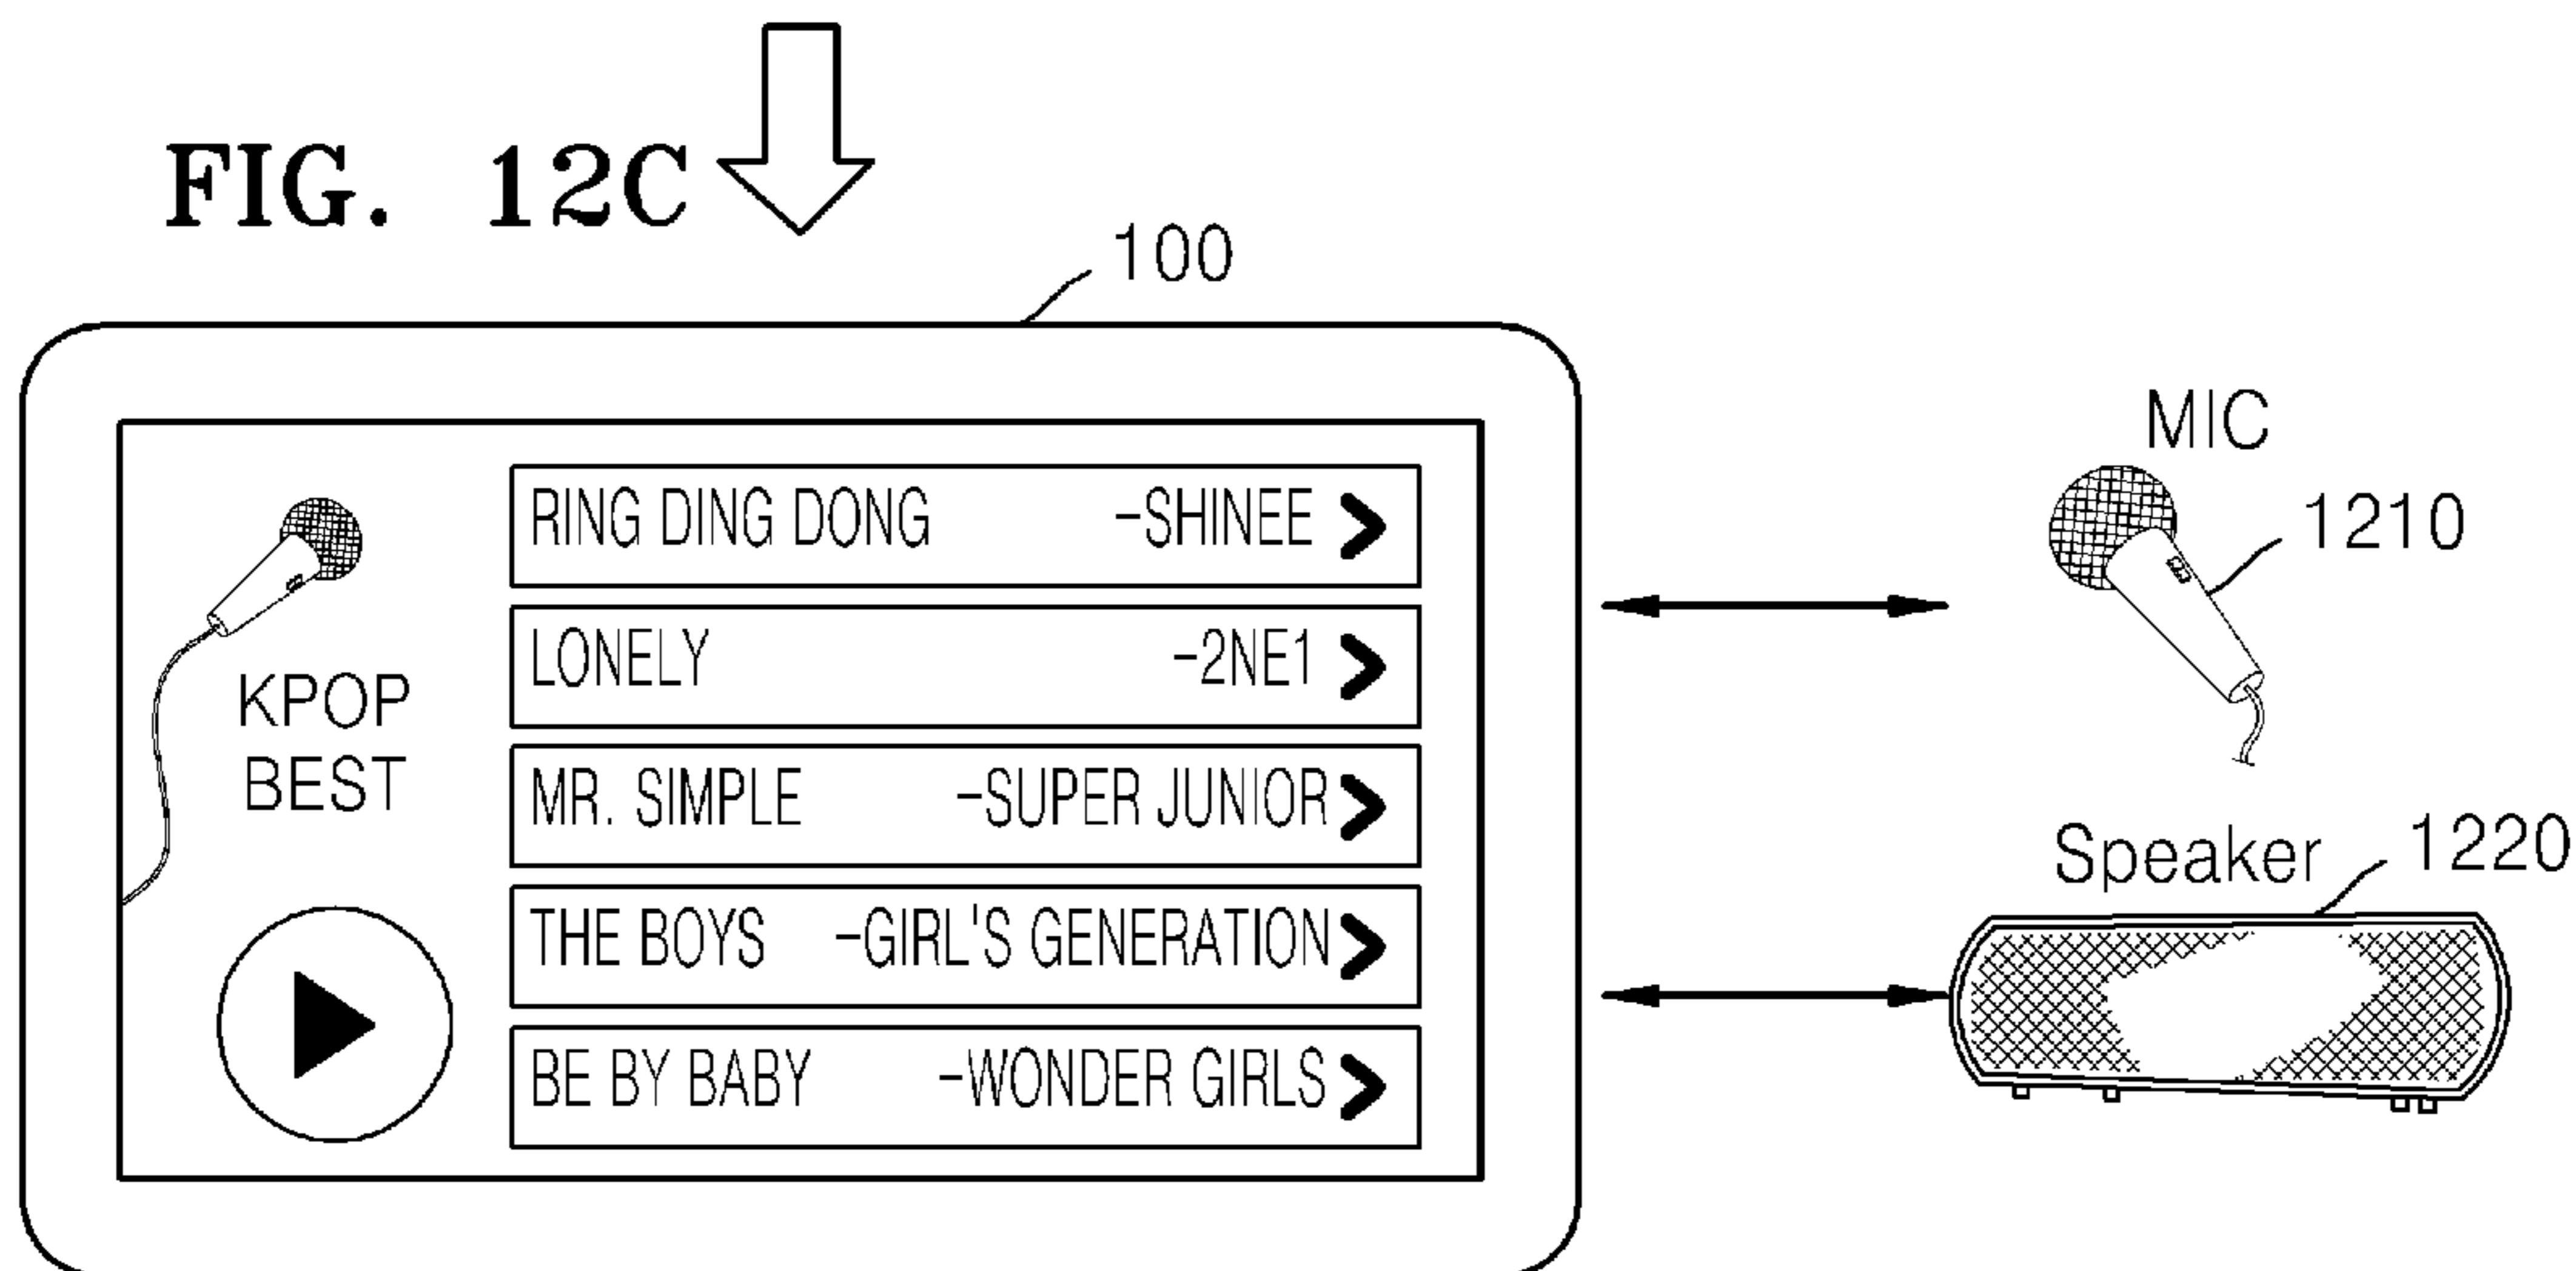 FIG. 12C
100
KPOP
BEST
RING DING DONG -SHINEE
LONELY -2NE1
MR. SIMPLE -SUPER JUNIOR
THE BOYS -GIRL'S GENERATION
BE BY BABY -WONDER GIRLS
MIC
1210
Speaker
1220